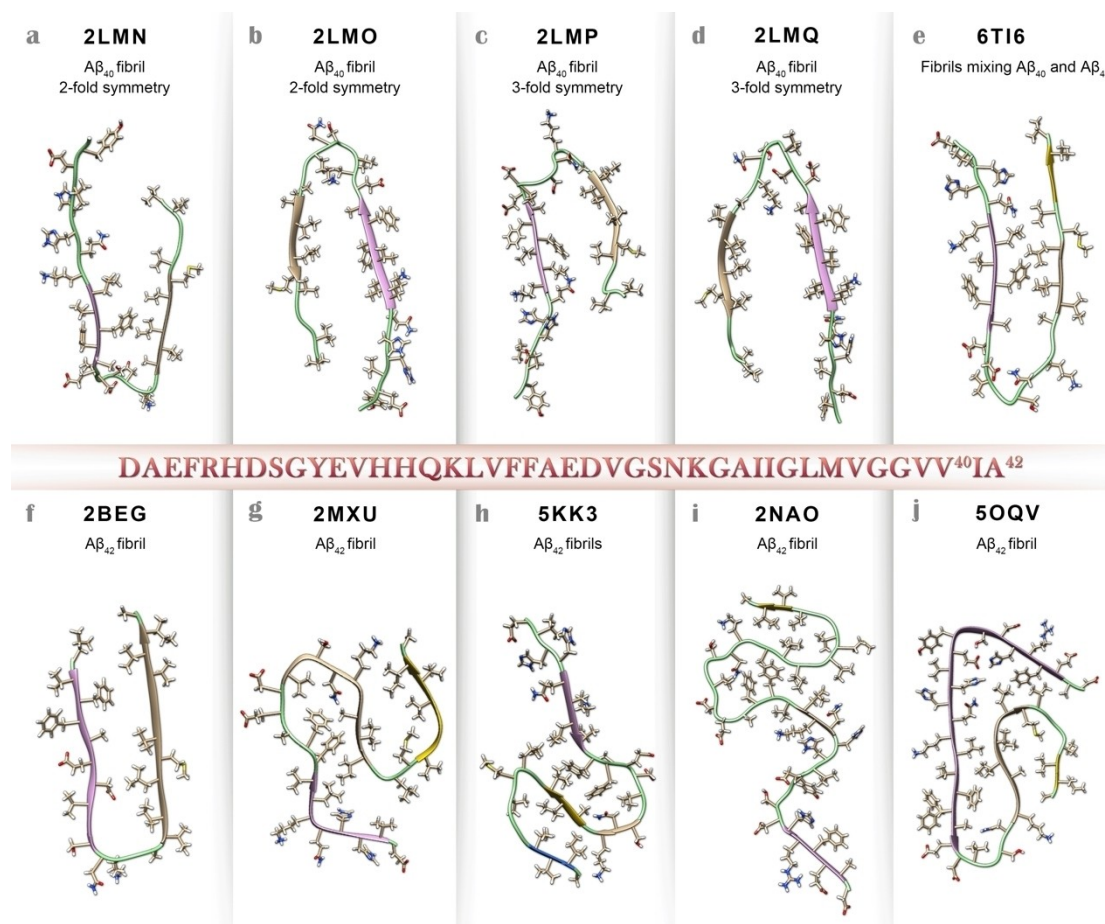 a 2LMN
Aβ₄₀ fibril
2-fold symmetry
b 2LMO
Aβ₄₀ fibril
2-fold symmetry
c 2LMP
Aβ₄₀ fibril
3-fold symmetry
d 2LMQ
Aβ₄₀ fibril
3-fold symmetry
e 6TI6
Fibrils mixing Aβ₄₀ and Aβ₄
DAEFRHDSGYEVHHQKLVFFAEDVGSNKGAIIGLMVGGVV⁴⁰IA⁴²
f 2BEG
Aβ₄₂ fibril
g 2MXU
Aβ₄₂ fibril
h 5KK3
Aβ₄₂ fibrils
i 2NAO
Aβ₄₂ fibril
j 5OQV
Aβ₄₂ fibril